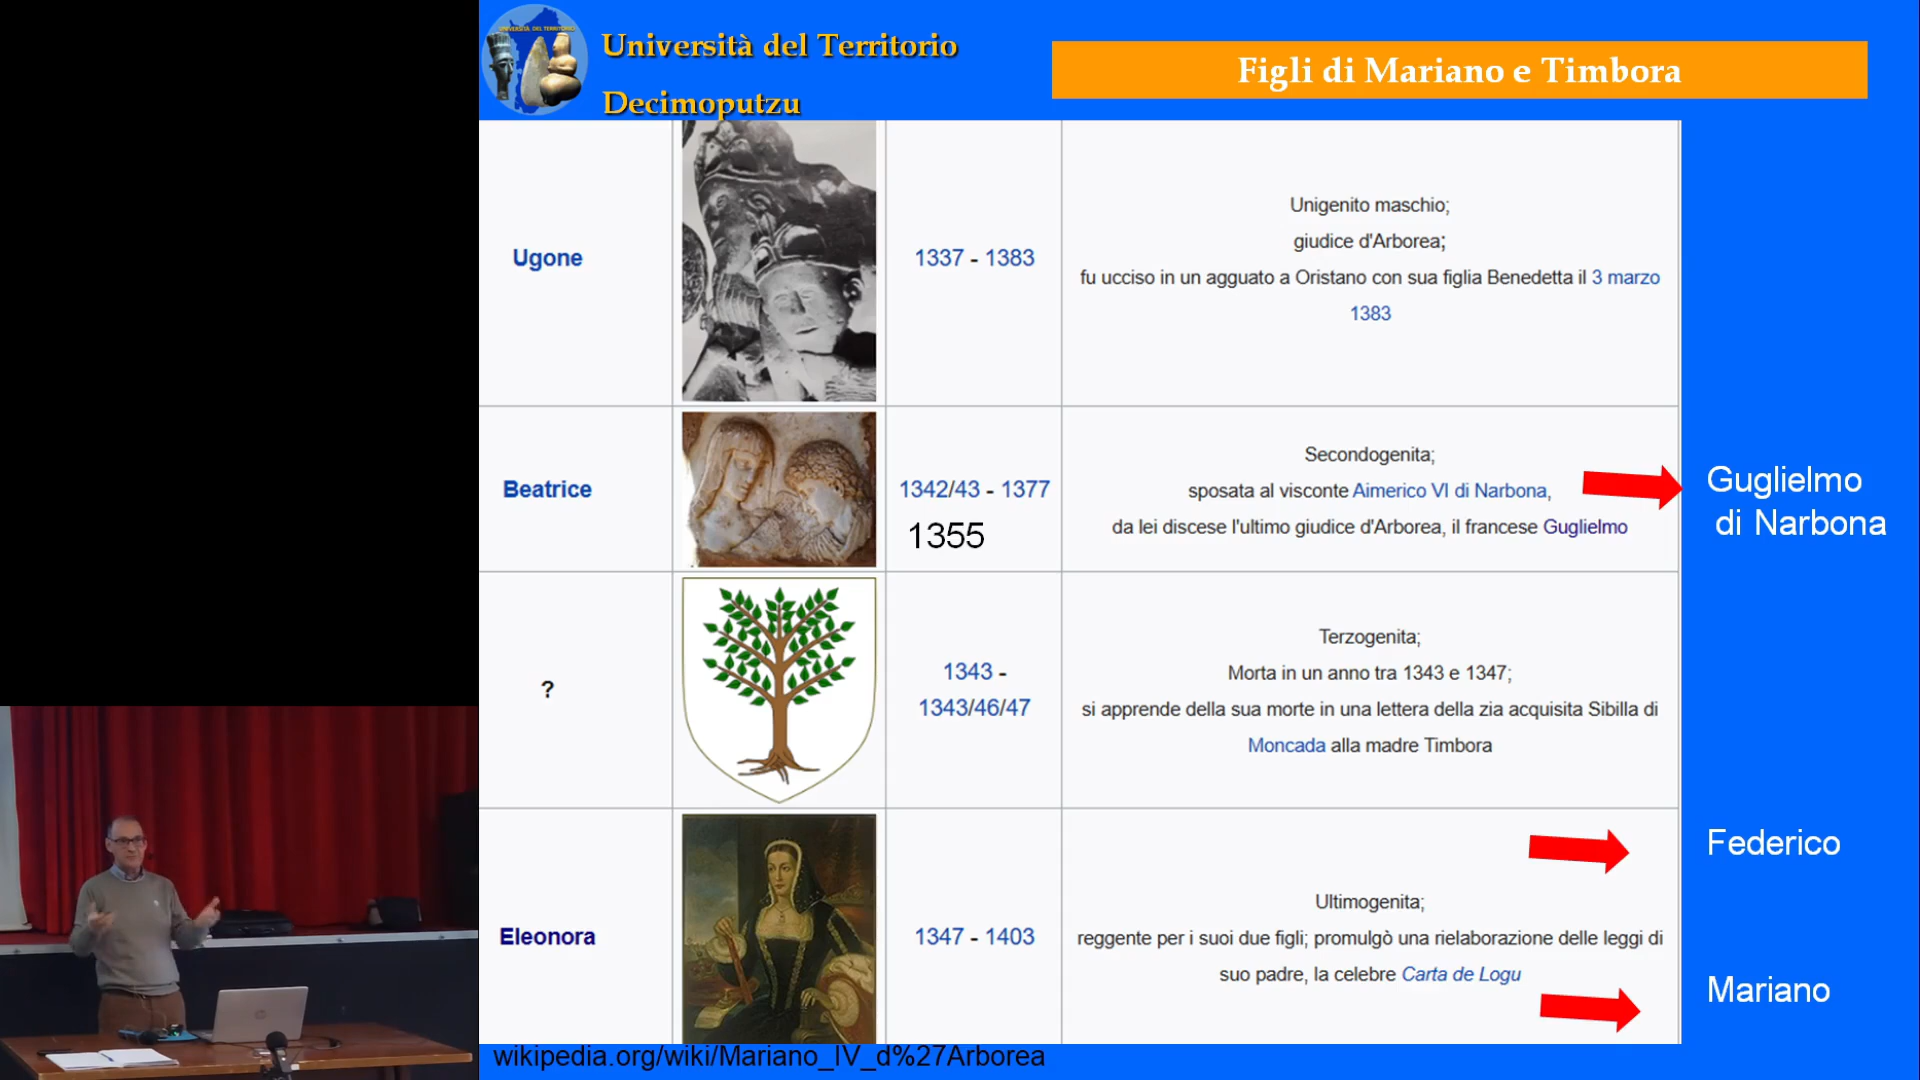 UNIVERSITÀ DEL TERRITORIO
Università del Territorio
Decimoputzu
Figli di Mariano e Timbora
Ugone
1337 - 1383
Unigenito maschio;
giudice d'Arborea;
fu ucciso in un agguato a Oristano con sua figlia Benedetta il 3 marzo
1383
Beatrice
1342/43 - 1377
1355
Secondogenita;
sposata al visconte Aimerico VI di Narbona,
da lei discese l'ultimo giudice d'Arborea, il francese Guglielmo
Guglielmo
di Narbona
?
1343 -
1343/46/47
Terzogenita;
Morta in un anno tra 1343 e 1347;
si apprende della sua morte in una lettera della zia acquisita Sibilla di
Moncada alla madre Timbora
Eleonora
1347 - 1403
Ultimogenita;
reggente per i suoi due figli; promulgò una rielaborazione delle leggi di
suo padre, la celebre Carta de Logu
Federico
Mariano
wikipedia.org/wiki/Mariano_IV_d%27Arborea